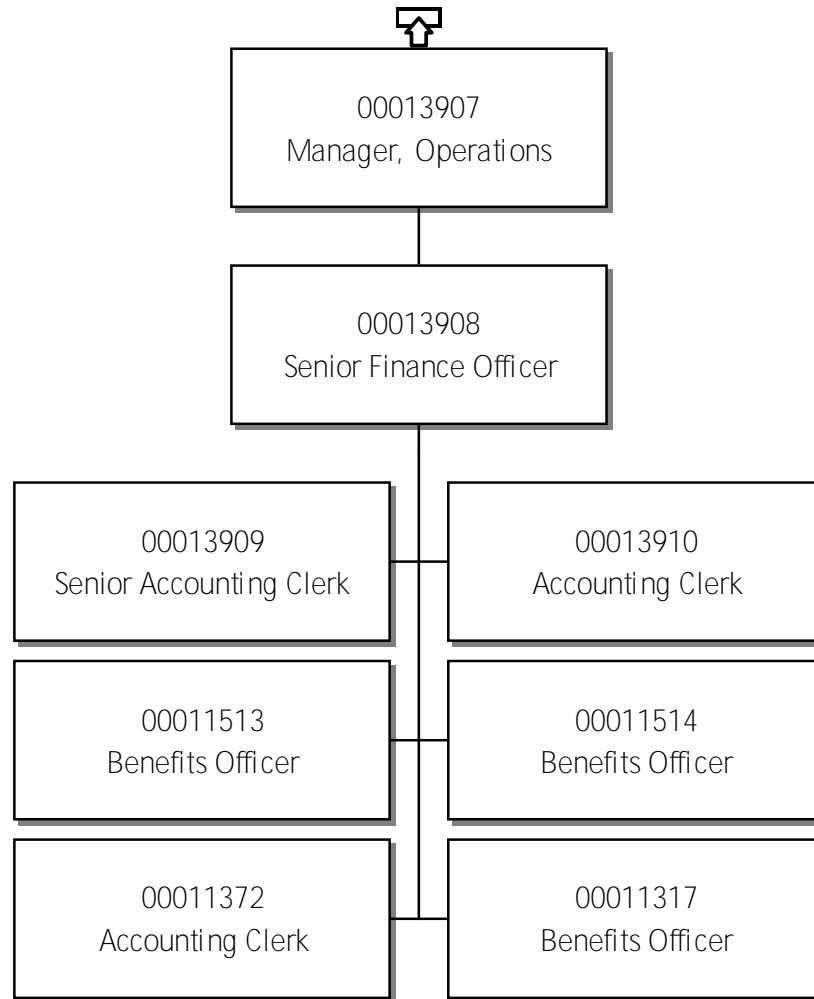 00013907
Manager, Operations
00013908
Senior Finance Officer
00013909
Senior Accounting Clerk
00013910
Accounting Clerk
00011513
Benefits Officer
00011514
Benefits Officer
00011372
Accounting Clerk
00011317
Benefits Officer